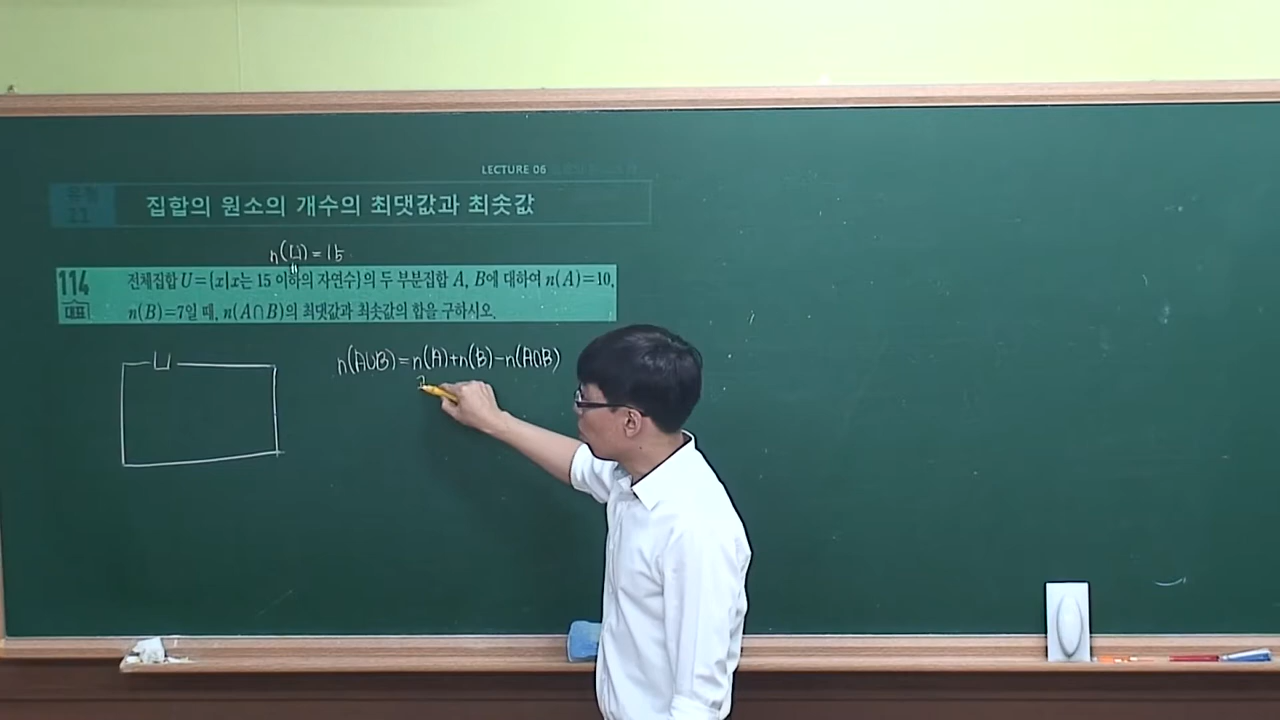 LECTURE 06
유형
21
집합의 원소의 개수의 최댓값과 최솟값
n(U)=15
114
대표
전체집합 U={x|x는 15 이하의 자연수}의 두 부분집합 A, B에 대하여 n(A)=10,
n(B)=7일 때, n(A∩B)의 최댓값과 최솟값의 합을 구하시오.
U
n(A∪B)=n(A)+n(B)-n(A∩B)